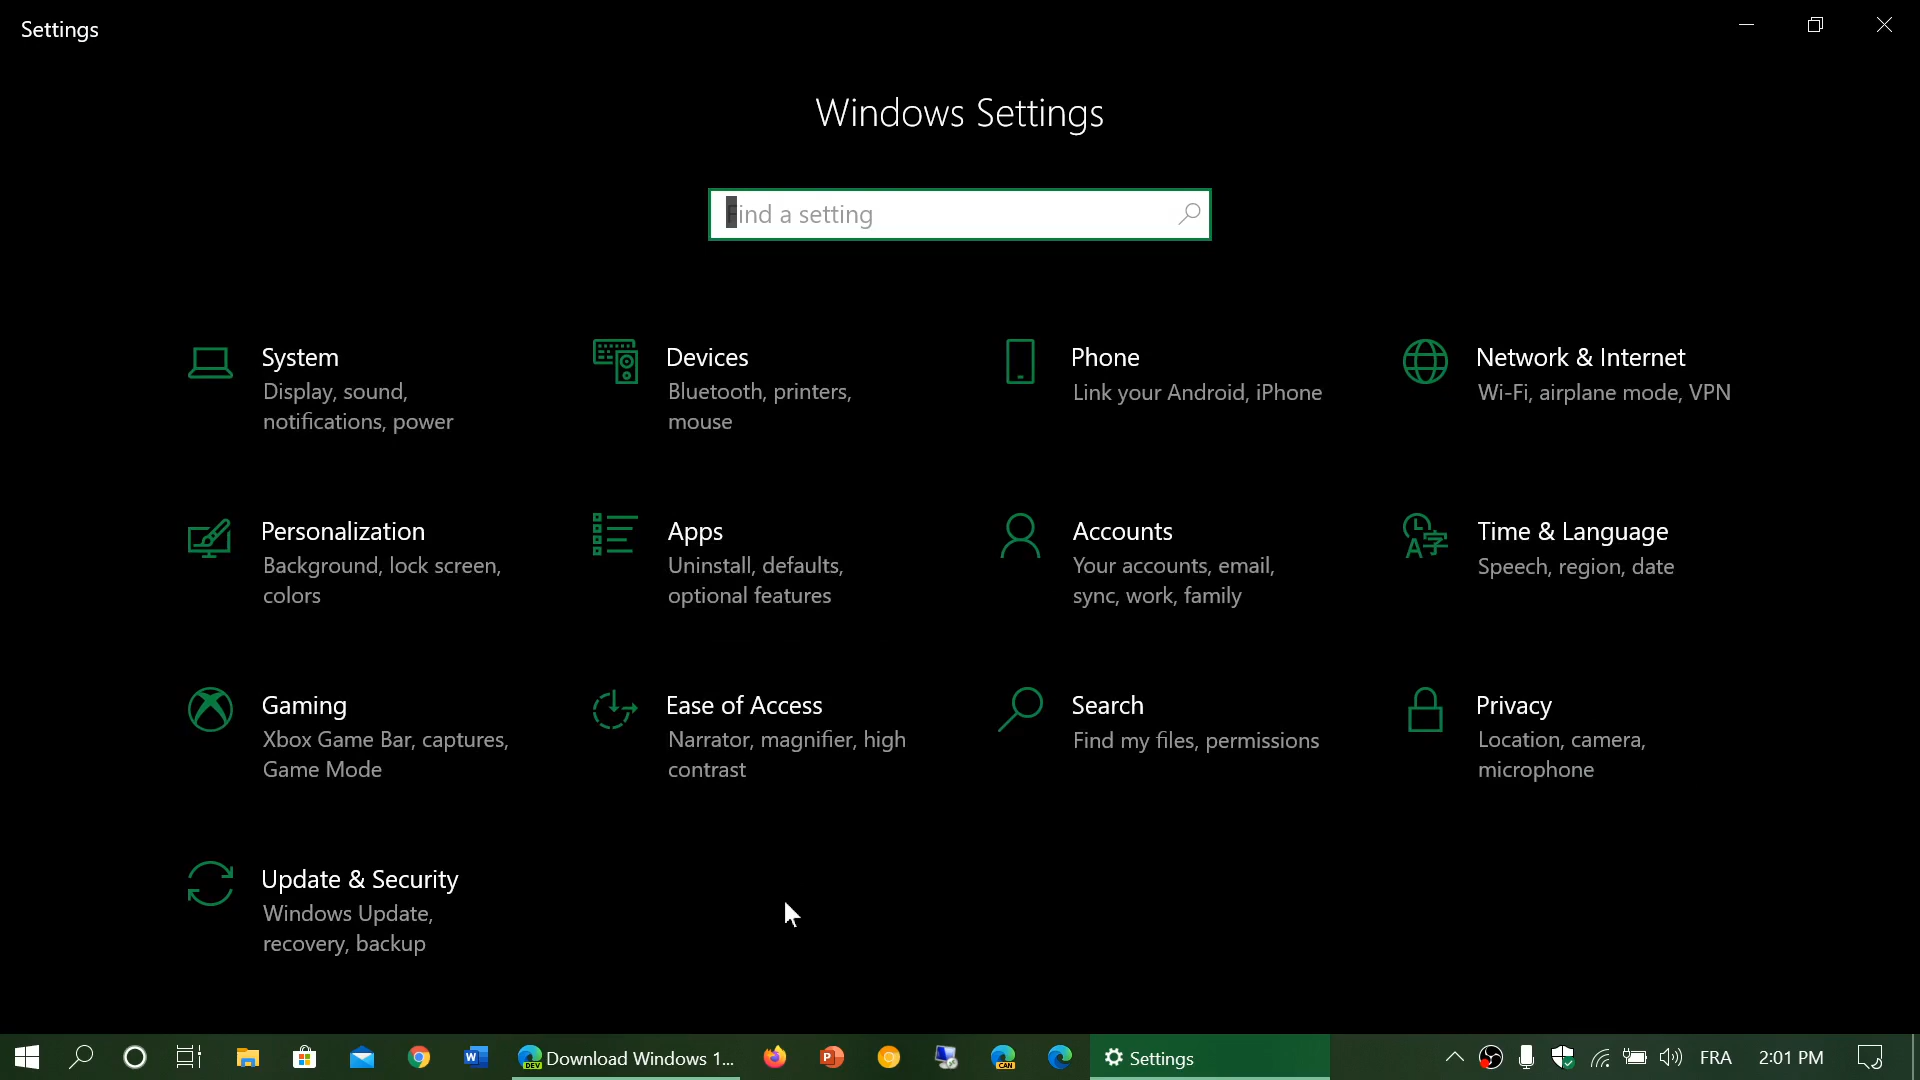 Settings
Windows Settings
Find a setting
System
Display, sound,
notifications, power
Devices
Bluetooth, printers,
mouse
Phone
Link your Android, iPhone
Network & Internet
Wi-Fi, airplane mode, VPN
Personalization
Background, lock screen,
colors
Apps
Uninstall, defaults,
optional features
Accounts
Your accounts, email,
sync, work, family
Time & Language
Speech, region, date
Gaming
Xbox Game Bar, captures,
Game Mode
Ease of Access
Narrator, magnifier, high
contrast
Search
Find my files, permissions
Privacy
Location, camera,
microphone
Update & Security
Windows Update,
recovery, backup
Download Windows 1...
Settings
FRA
2:01 PM